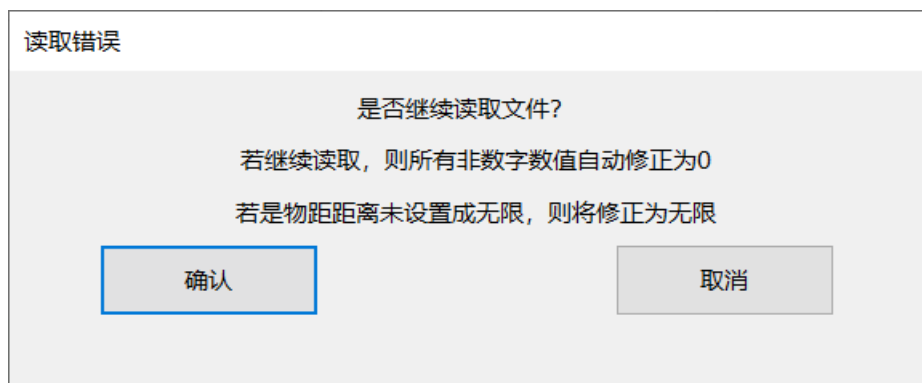 读取错误
是否继续读取文件?
若继续读取，则所有非数字数值自动修正为0
若是物距距离未设置成无限，则将修正为无限
确认
取消